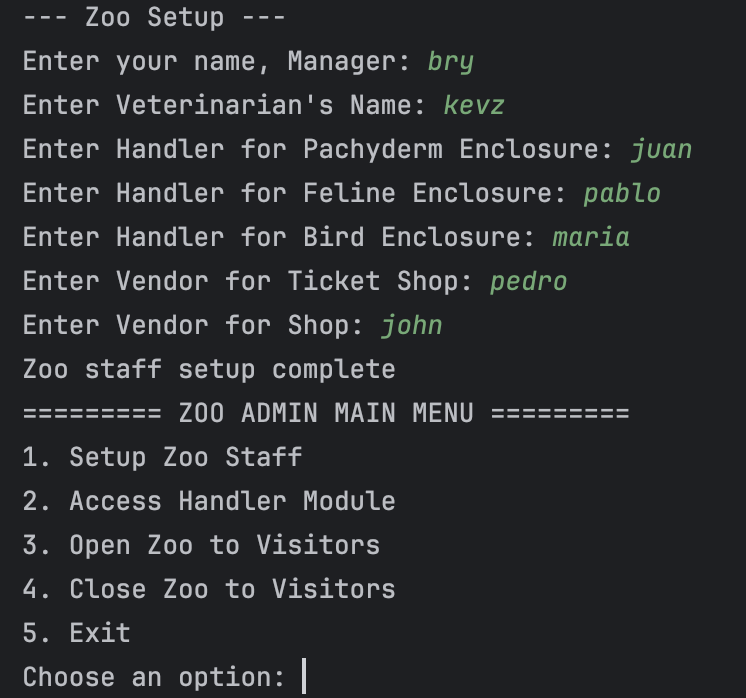 --- Zoo Setup ---
Enter your name, Manager: bry
Enter Veterinarian's Name: kevz
Enter Handler for Pachyderm Enclosure: juan
Enter Handler for Feline Enclosure: pablo
Enter Handler for Bird Enclosure: maria
Enter Vendor for Ticket Shop: pedro
Enter Vendor for Shop: john
Zoo staff setup complete
========= ZOO ADMIN MAIN MENU =========
1. Setup Zoo Staff
2. Access Handler Module
3. Open Zoo to Visitors
4. Close Zoo to Visitors
5. Exit
Choose an option: